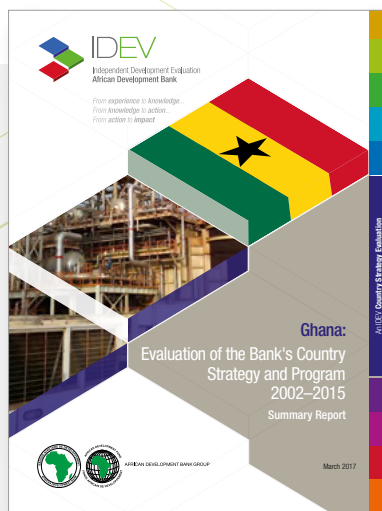 IDEV
Independent Development Evaluation
African Development Bank
From experience to knowledge...
From knowledge to action...
From action to impact
An IDEV Country Strategy Evaluation
Ghana:
Evaluation of the Bank's Country
Strategy and Program
2002–2015
Summary Report
AFRICAN DEVELOPMENT BANK GROUP
March 2017